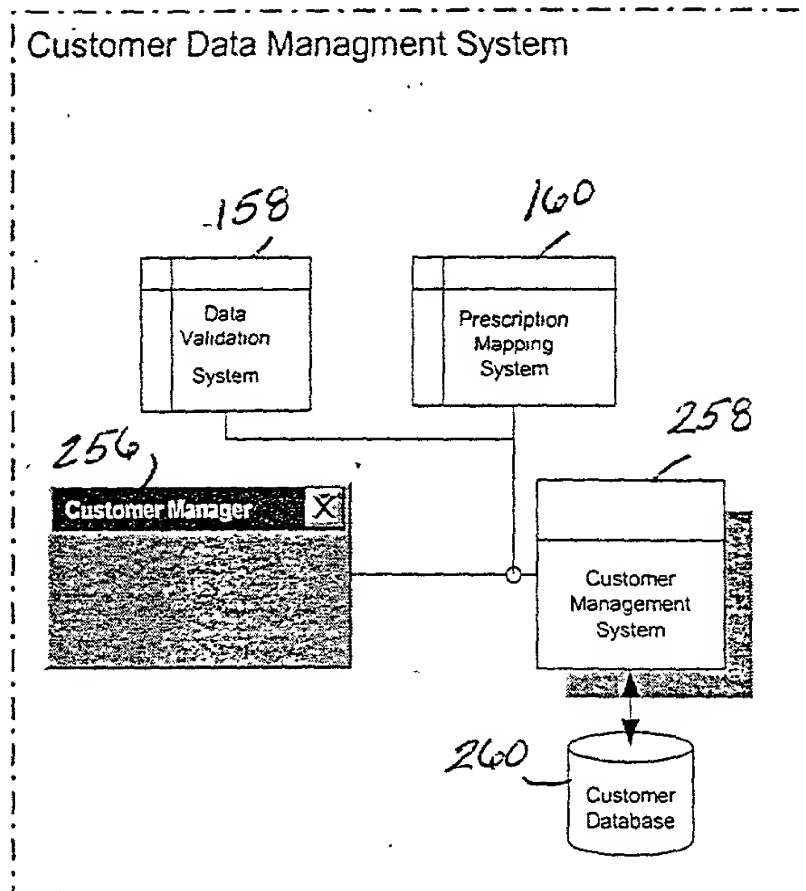 Customer Data Managment System
158
160
Data
Validation
System
Prescription
Mapping
System
256
258
Customer Manager
X
Customer
Management
System
260
Customer
Database